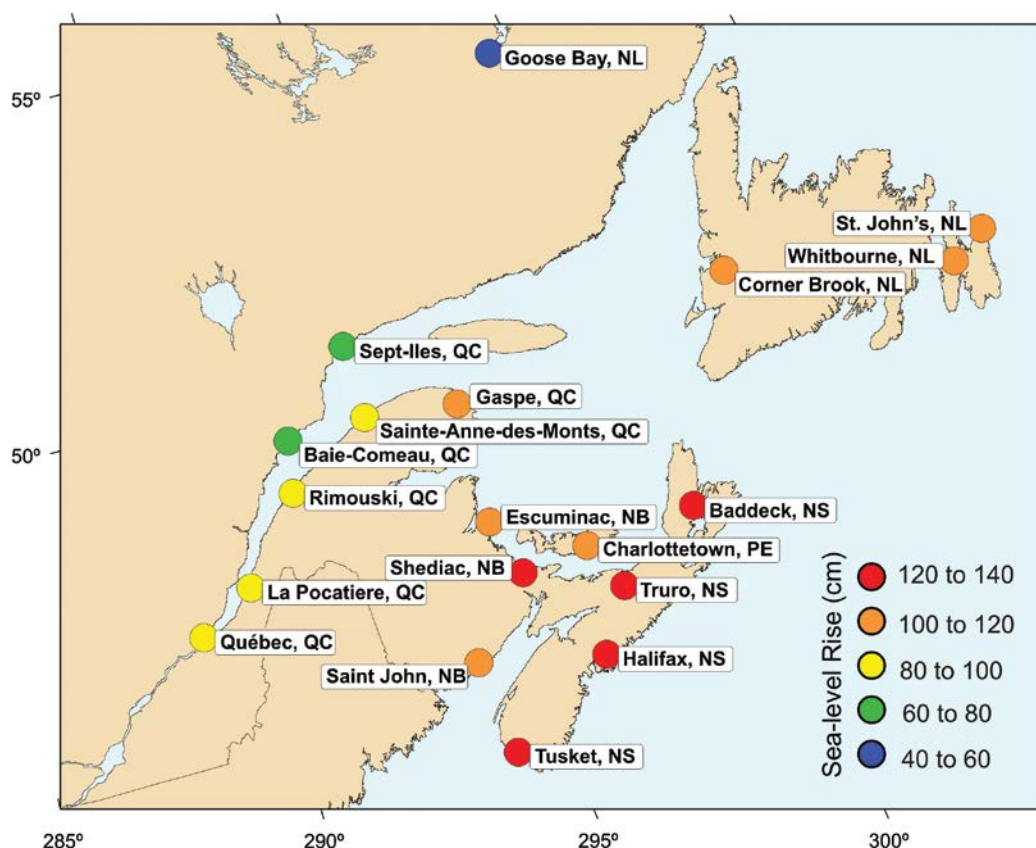 Goose Bay, NL
55º
St. John's, NL
Whitbourne, NL
Corner Brook, NL
Sept-Iles, QC
Gaspe, QC
Sainte-Anne-des-Monts, QC
50º
Baie-Comeau, QC
Rimouski, QC
Baddeck, NS
Escuminac, NB
Charlottetown, PE
Shediac, NB
Truro, NS
La Pocatiere, QC
Québec, QC
Halifax, NS
Saint John, NB
Tusket, NS
Sea-level Rise (cm)
120 to 140
100 to 120
80 to 100
60 to 80
40 to 60
285º
290º
295º
300º